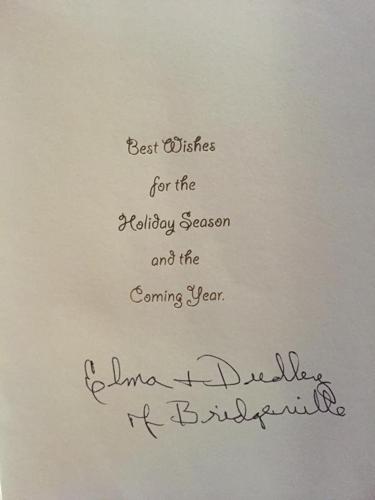 Best Wishes
for the
Holiday Season
and the
Coming Year.
Elma + Dudley
of Bridgeville